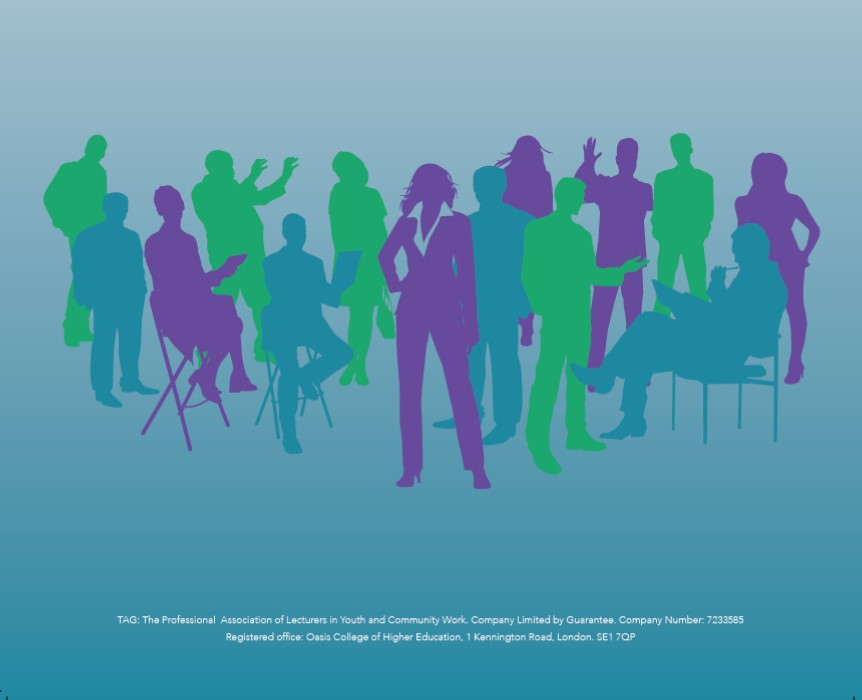 TAG: The Professional Association of Lecturers in Youth and Community Work. Company Limited by Guarantee. Company Number: 7233585
Registered office: Oasis College of Higher Education, 1 Kennington Road, London. SE1 7QP